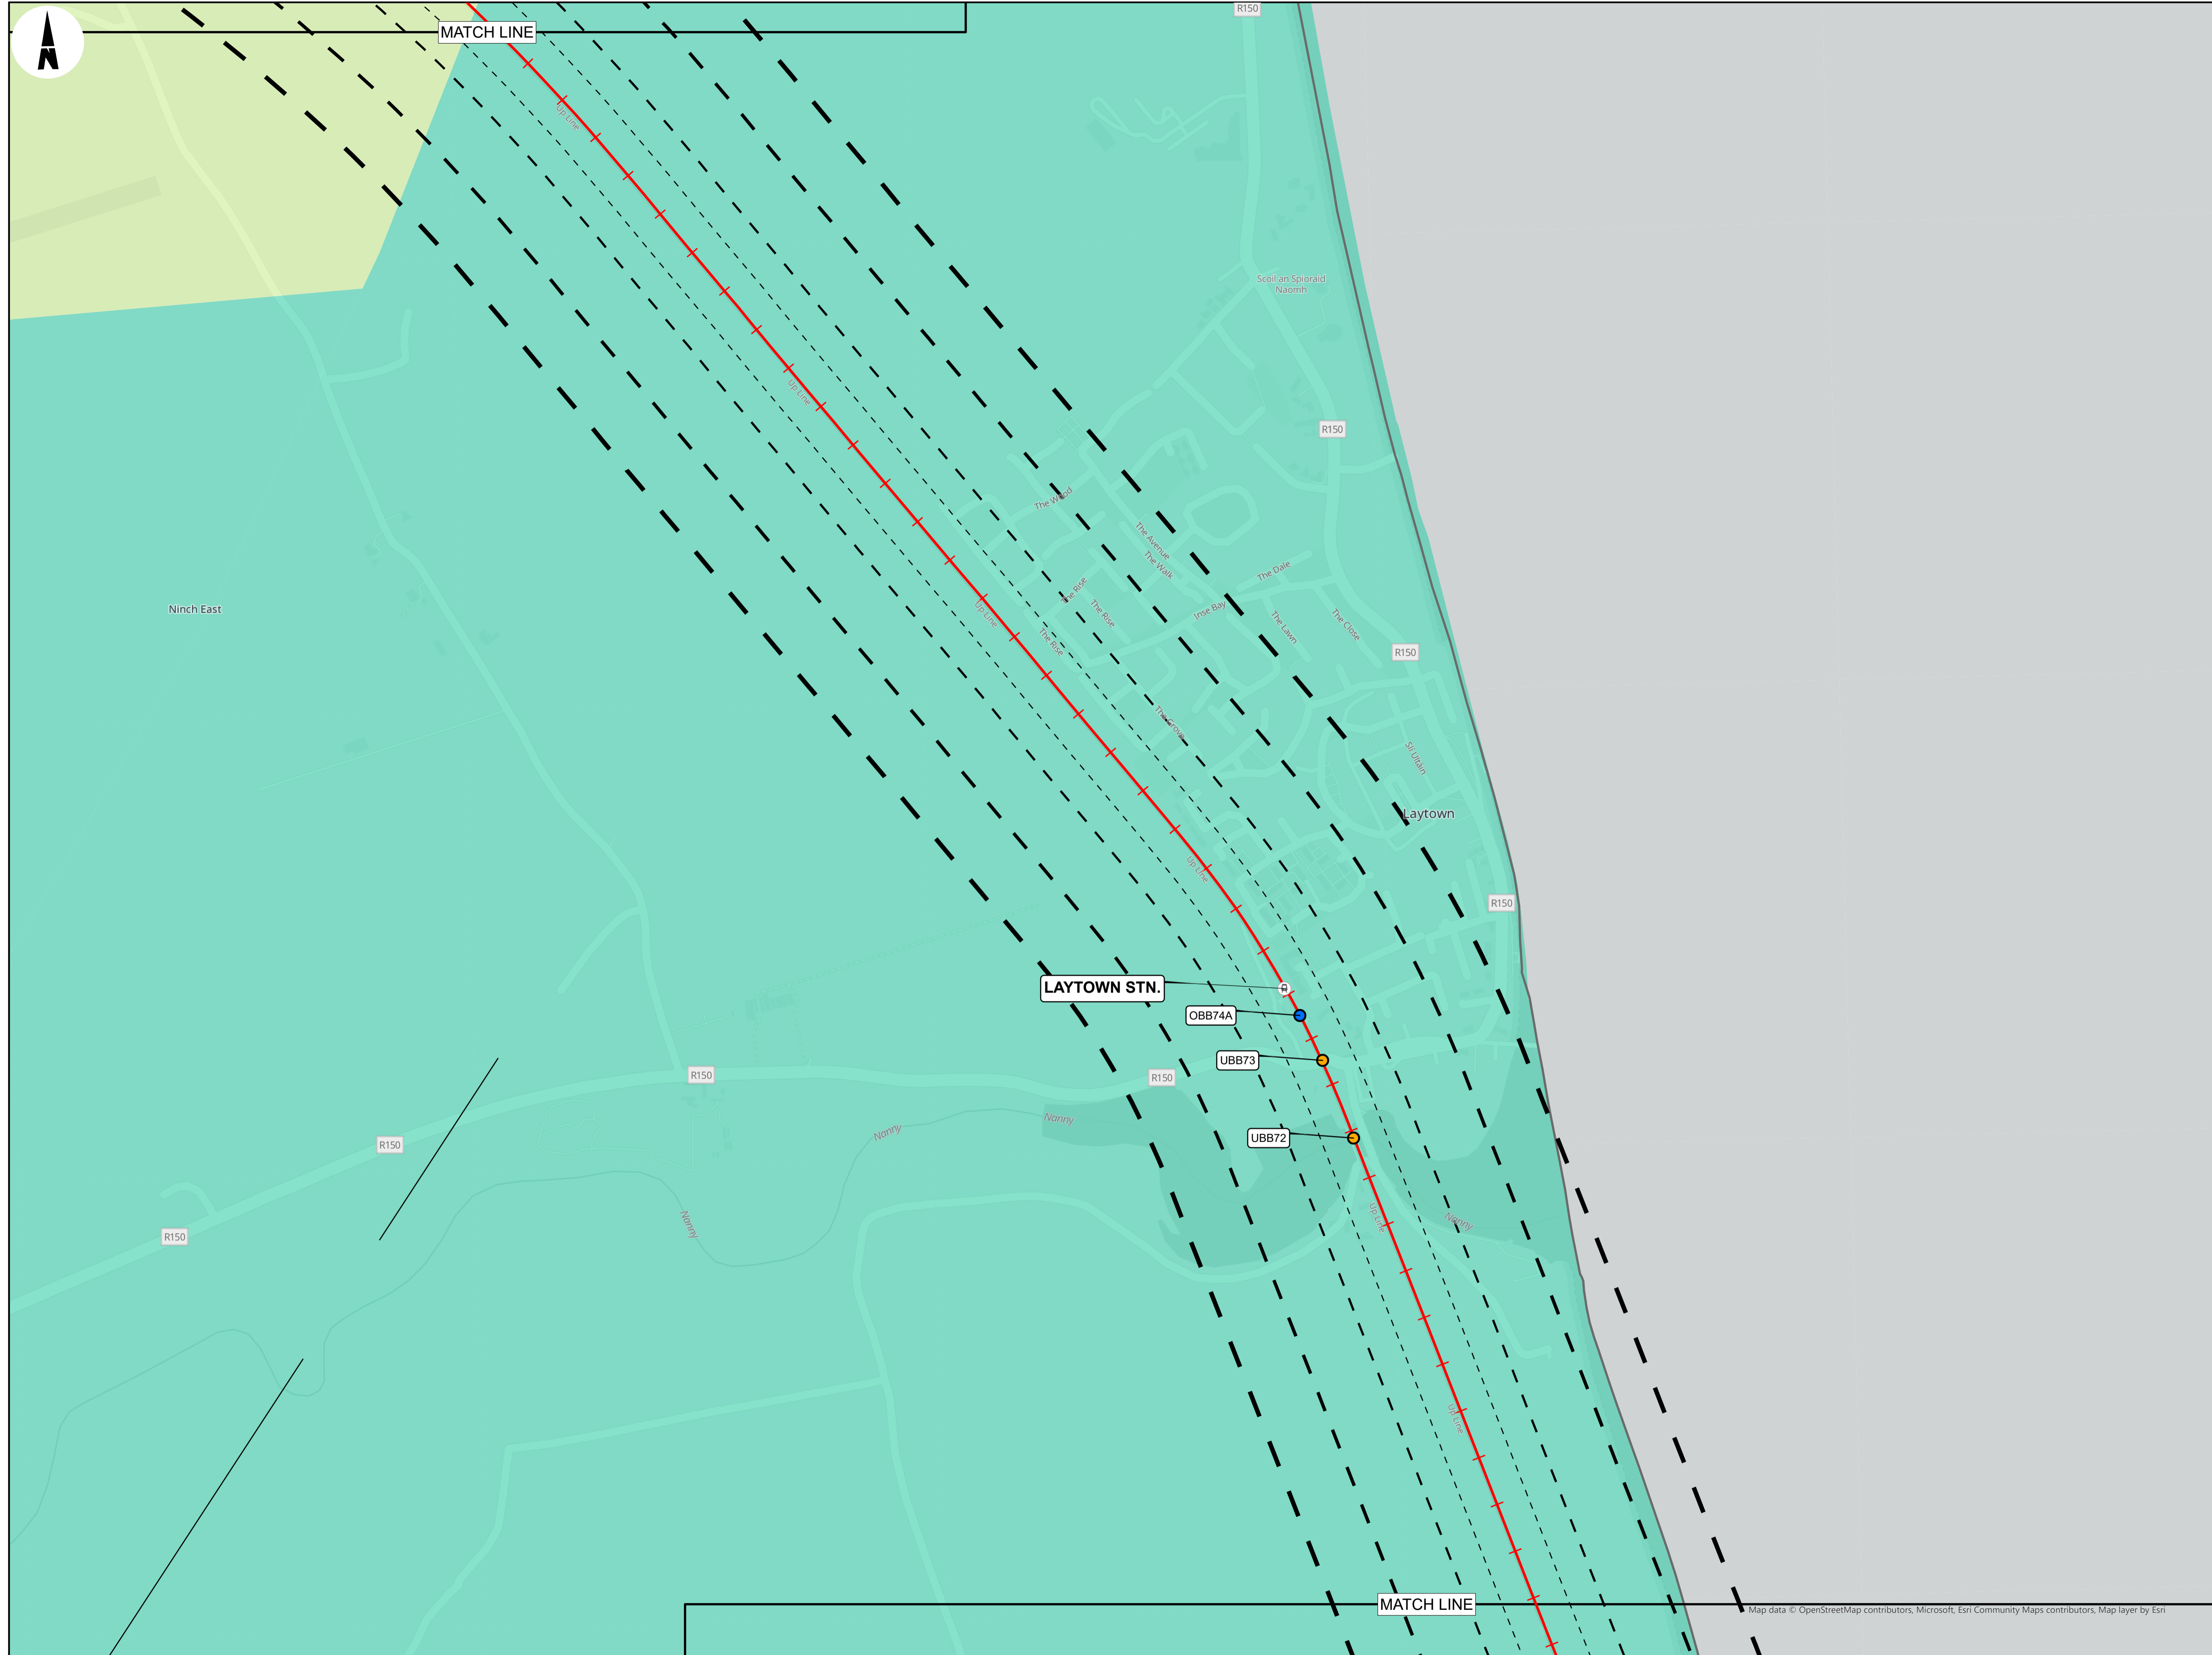 R150
MATCH LINE
N
Up Line
Scoil an Spioraid
Naomh
Up Line
R150
The Wood
The Avenue
The Walk
The Dale
The Rise
Ninch East
Up Line
The Rise
Inse Bay
The Lawn
The Close
The Rise
R150
The Grove
Slí Ultáin
Laytown
Up Line
R150
LAYTOWN STN.
OBB74A
UBB73
R150
R150
Nanny
Nanny
UBB72
R150
Nanny
Up Line
Nanny
R150
Up Line
MATCH LINE
Map data © OpenStreetMap contributors, Microsoft, Esri Community Maps contributors, Map layer by Esri